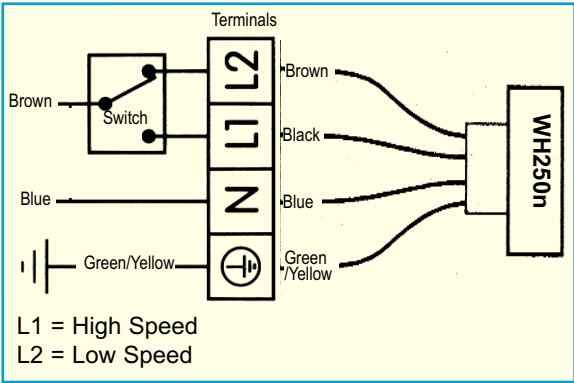 Terminals
Brown
Switch
Blue
Green/Yellow
L2
L1
N
Brown
Black
Blue
Green
/Yellow
WH250n
L1 = High Speed
L2 = Low Speed